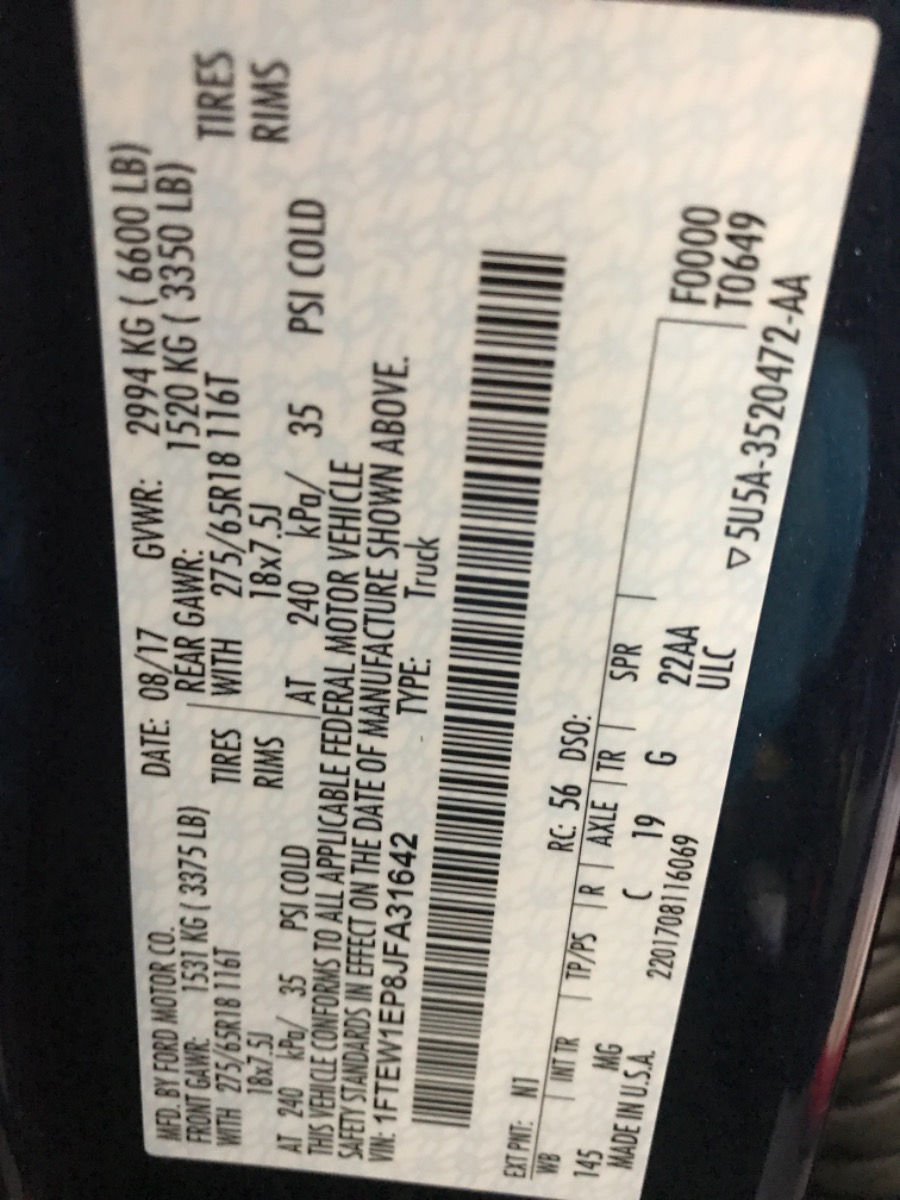 MFD. BY FORD MOTOR CO. DATE: 08/17 GVWR: 2994 KG ( 6600 LB)
FRONT GAWR: 1531 KG ( 3375 LB) REAR GAWR: 1520 KG ( 3350 LB)
WITH 275/65R18 116T TIRES WITH 275/65R18 116T TIRES
18x7.5J RIMS 18x7.5J RIMS
AT 240 kPa/ 35 PSI COLD AT 240 kPa/ 35 PSI COLD
THIS VEHICLE CONFORMS TO ALL APPLICABLE FEDERAL MOTOR VEHICLE
SAFETY STANDARDS IN EFFECT ON THE DATE OF MANUFACTURE SHOWN ABOVE.
VIN: 1FTEW1EP8JFA31642 TYPE: Truck
EXT PNT: N1 RC: 56 DSO:
WB INT TR TP/PS R AXLE TR SPR F0000
145 MG C 19 G 22AA T0649
MADE IN U.S.A. 2201708116069 ULC ▽5U5A-3520472-AA